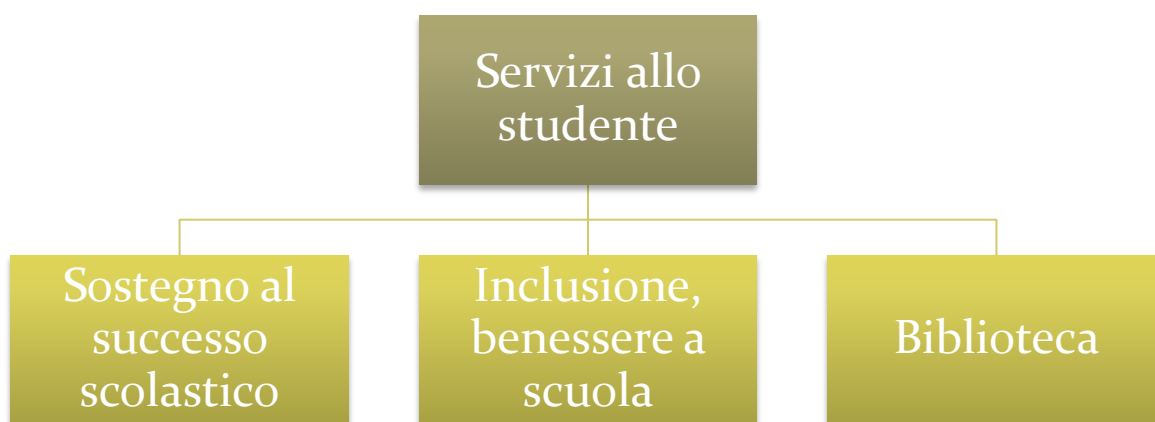 Servizi allo
studente
Sostegno al
successo
scolastico
Inclusione,
benessere a
scuola
Biblioteca